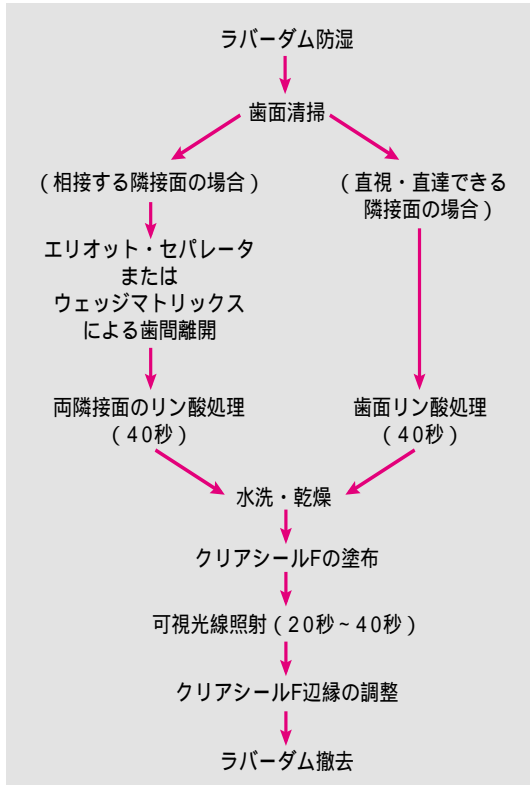 ラバーダム防湿
歯面清掃
(相接する隣接面の場合)
エリオット・セパレータ
または
ウェッジマトリックス
による歯間離開
両隣接面のリン酸処理
(40秒)
(直視・直達できる
隣接面の場合)
歯面リン酸処理
(40秒)
水洗・乾燥
クリアシールFの塗布
可視光線照射(20秒~40秒)
クリアシールF辺縁の調整
ラバーダム撤去